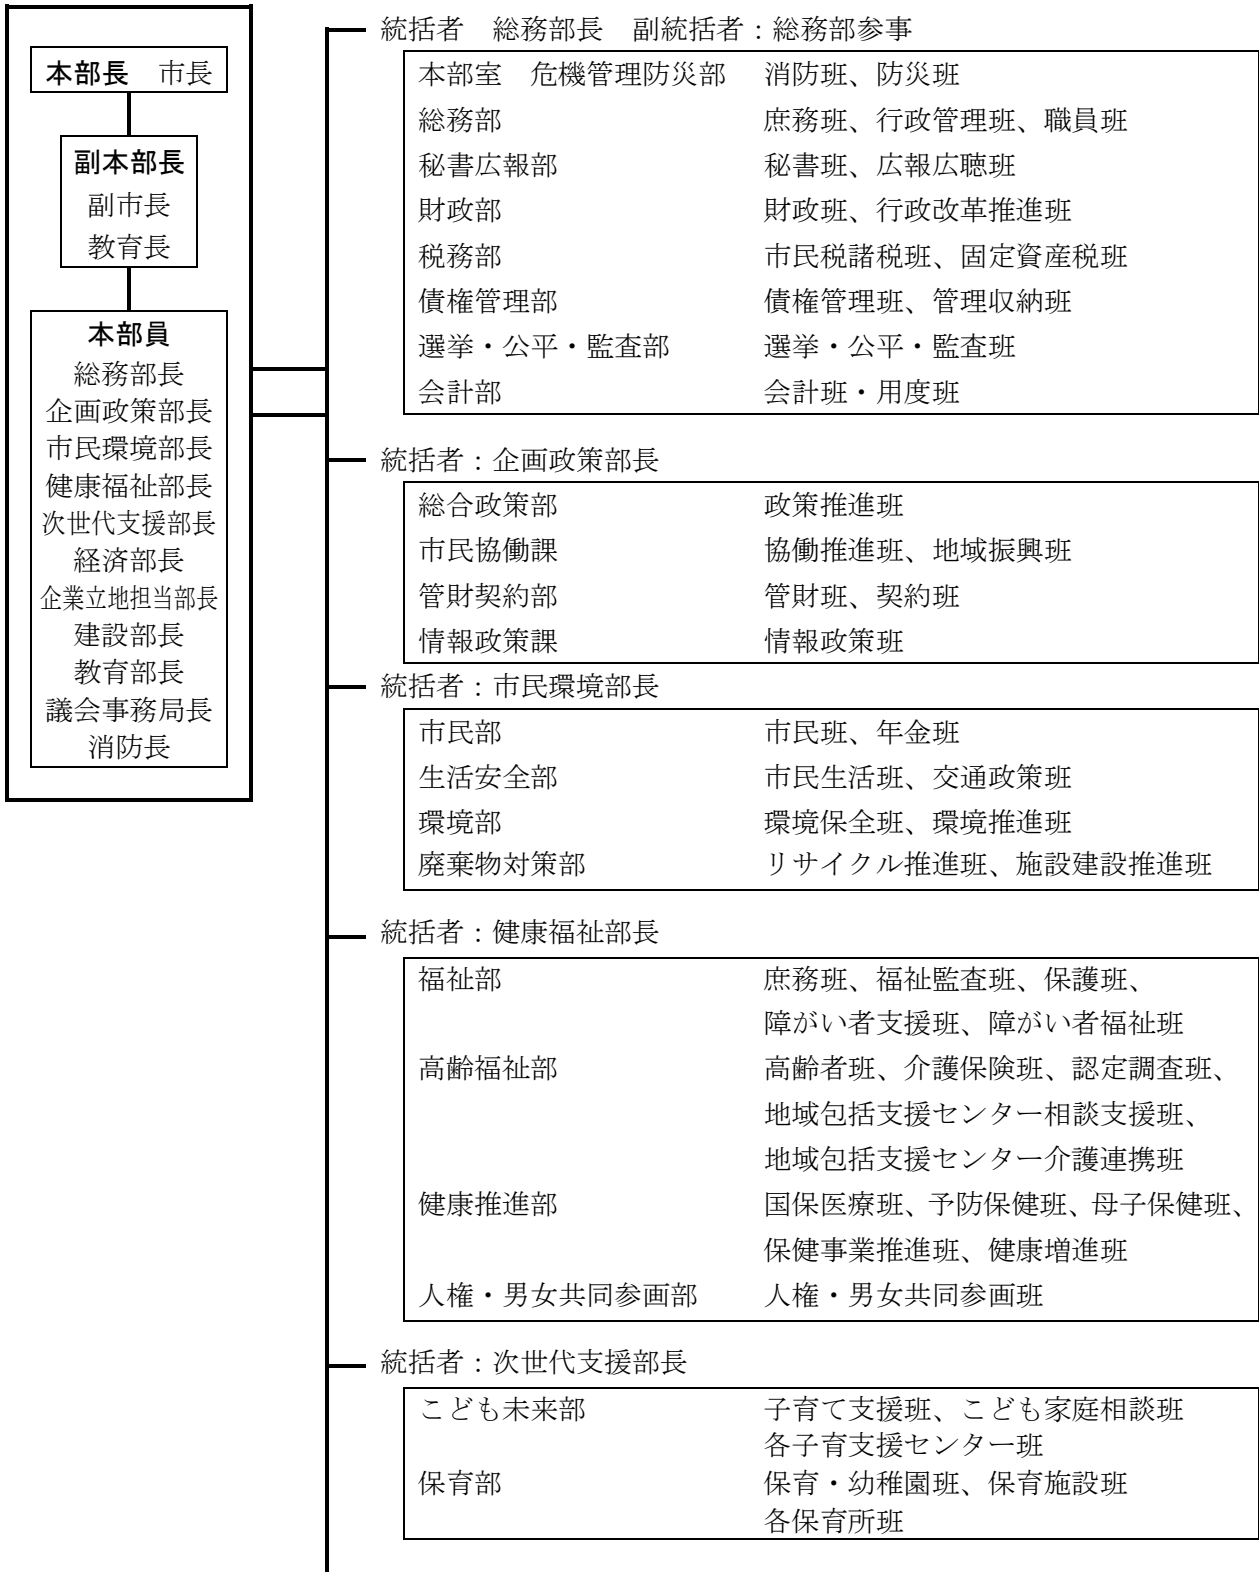 本部長　市長
副本部長
副市長
教育長
本部員
総務部長
企画政策部長
市民環境部長
健康福祉部長
次世代支援部長
経済部長
企業立地担当部長
建設部長
教育部長
議会事務局長
消防長
統括者　総務部長　副統括者：総務部参事
本部室　危機管理防災部　消防班、防災班
総務部　庶務班、行政管理班、職員班
秘書広報部　秘書班、広報広聴班
財政部　財政班、行政改革推進班
税務部　市民税諸税班、固定資産税班
債権管理部　債権管理班、管理収納班
選挙・公平・監査部　選挙・公平・監査班
会計部　会計班・用度班
統括者：企画政策部長
総合政策部　政策推進班
市民協働課　協働推進班、地域振興班
管財契約部　管財班、契約班
情報政策課　情報政策班
統括者：市民環境部長
市民部　市民班、年金班
生活安全部　市民生活班、交通政策班
環境部　環境保全班、環境推進班
廃棄物対策部　リサイクル推進班、施設建設推進班
統括者：健康福祉部長
福祉部　庶務班、福祉監査班、保護班、
障がい者支援班、障がい者福祉班
高齢福祉部　高齢者班、介護保険班、認定調査班、
地域包括支援センター相談支援班、
地域包括支援センター介護連携班
健康推進部　国保医療班、予防保健班、母子保健班、
保健事業推進班、健康増進班
人権・男女共同参画部　人権・男女共同参画班
統括者：次世代支援部長
こども未来部　子育て支援班、こども家庭相談班
各子育支援センター班
保育部　保育・幼稚園班、保育施設班
各保育所班